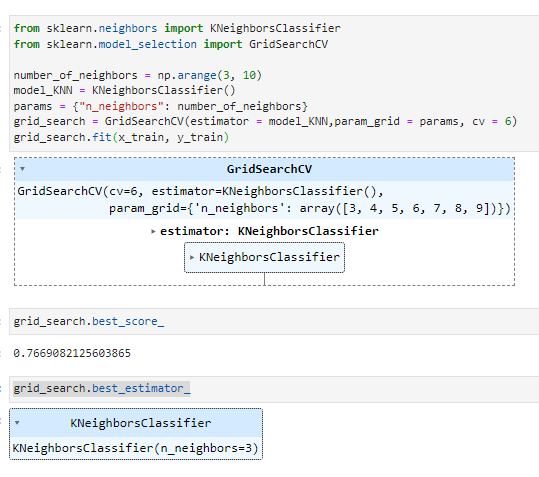 from sklearn.neighbors import KNeighborsClassifier
from sklearn.model_selection import GridSearchCV
number_of_neighbors = np.arange(3, 10)
model_KNN = KNeighborsClassifier()
params = {"n_neighbors": number_of_neighbors}
grid_search = GridSearchCV(estimator = model_KNN,param_grid = params, cv = 6)
grid_search.fit(x_train, y_train)
GridSearchCV
GridSearchCV(cv=6, estimator=KNeighborsClassifier(),
param_grid={'n_neighbors': array([3, 4, 5, 6, 7, 8, 9])})
estimator: KNeighborsClassifier
KNeighborsClassifier
grid_search.best_score_
0.7669082125603865
grid_search.best_estimator_
KNeighborsClassifier
KNeighborsClassifier(n_neighbors=3)